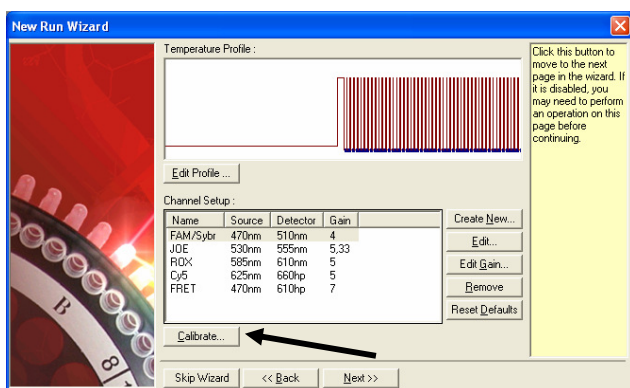 New Run Wizard
Temperature Profile :
Edit Profile ...
Channel Setup :
Name Source Detector Gain
FAM/Sybr 470nm 510nm 4
JOE 530nm 555nm 5,33
ROX 585nm 610nm 5
Cy5 625nm 660hp 5
FRET 470nm 610hp 7
Create New...
Edit...
Edit Gain...
Remove
Reset Defaults
Calibrate...
Skip Wizard
<< Back
Next >>
Click this button to
move to the next
page in the wizard. If
it is disabled, you
may need to perform
an operation on this
page before
continuing.
B
8